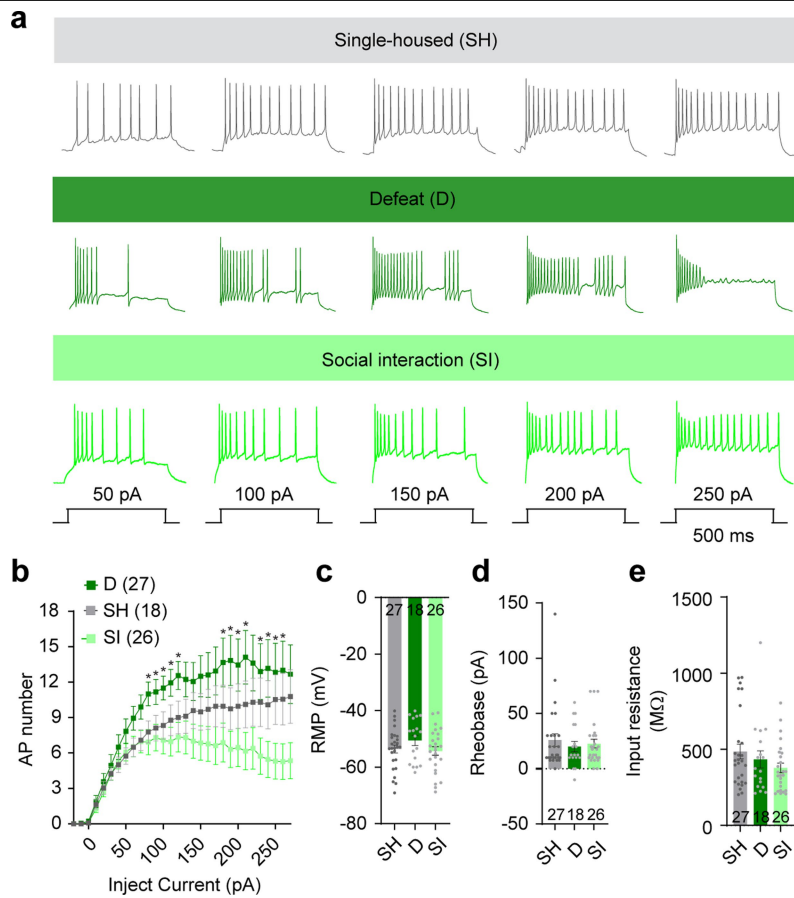 a
Single-housed (SH)
Defeat (D)
Social interaction (SI)
50 pA 100 pA 150 pA 200 pA 250 pA
500 ms
b
D (27)
SH (18)
SI (26)
AP number
18
15
12
9
6
3
0
* * * * * * * * * * * * *
0 50 100 150 200 250
Inject Current (pA)
c
RMP (mV)
0
-20
-40
-60
-80
27 18 26
SH D SI
d
Rheobase (pA)
150
100
50
0
-50
27 18 26
SH D SI
e
Input resistance
(MΩ)
1500
1000
500
0
27 18 26
SH D SI